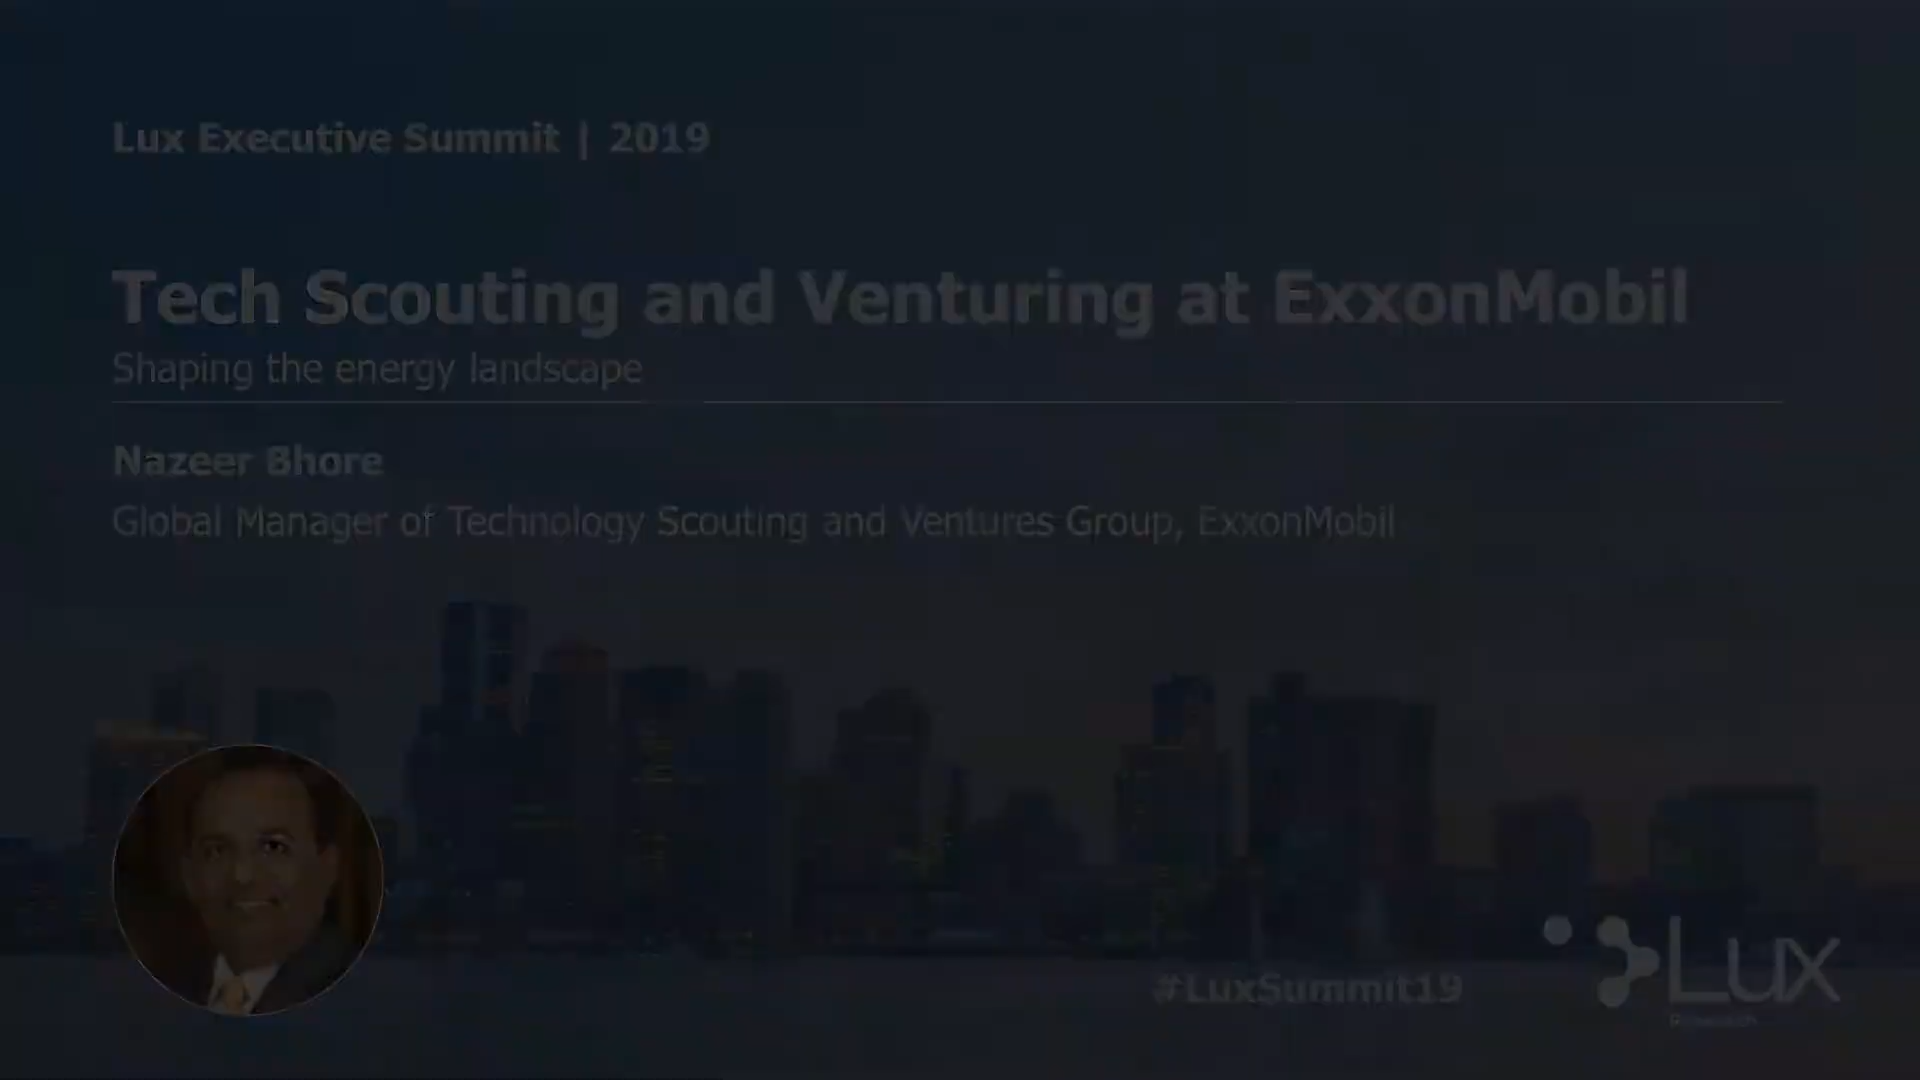 Lux Executive Summit | 2019
Tech Scouting and Venturing at ExxonMobil
Shaping the energy landscape
Nazeer Bhore
Global Manager of Technology Scouting and Ventures Group, ExxonMobil
#LuxSummit19
Lux
Research